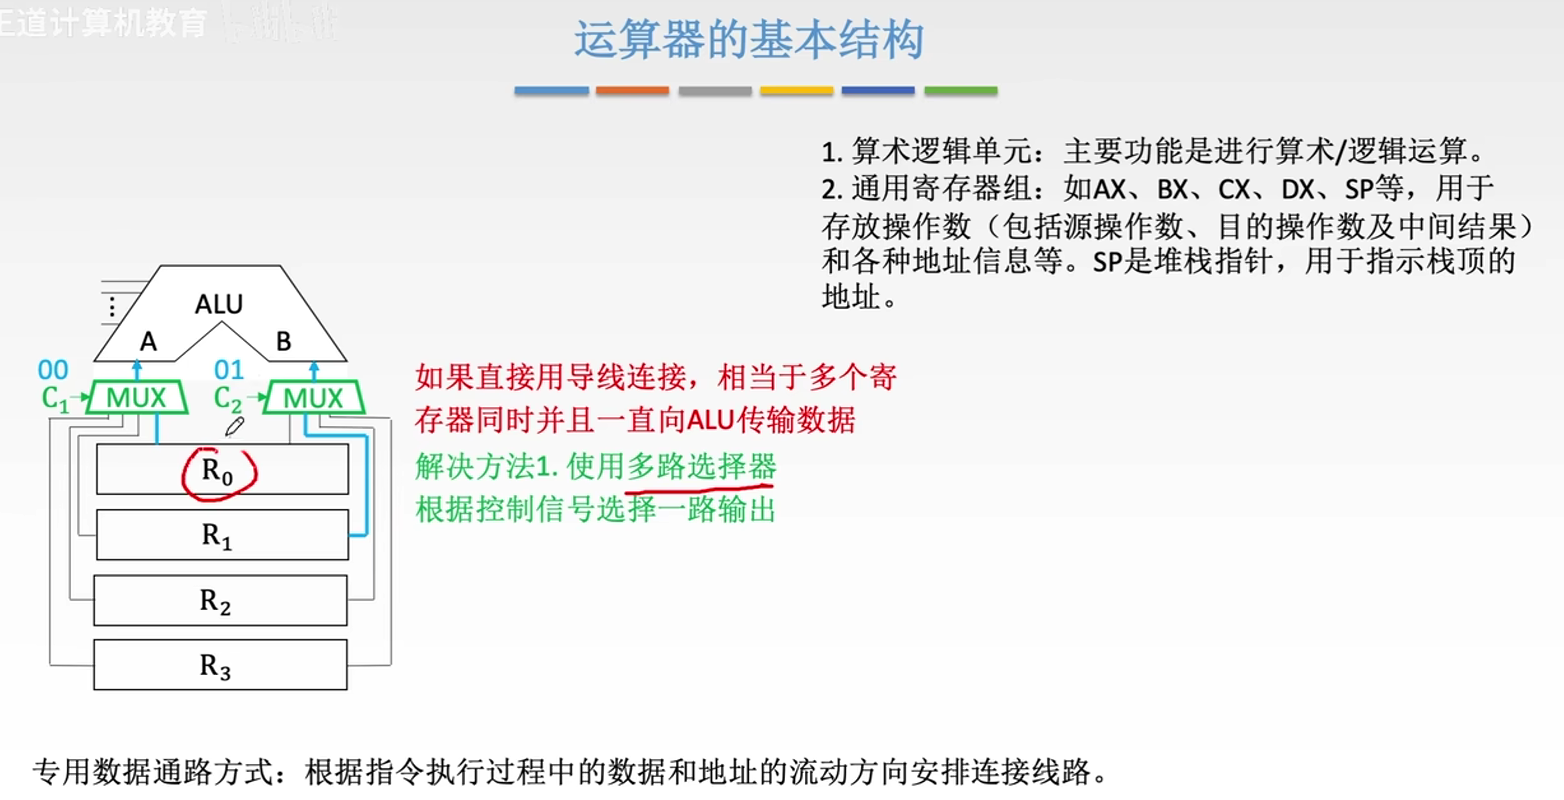 王道计算机教育
运算器的基本结构
1. 算术逻辑单元：主要功能是进行算术/逻辑运算。
2. 通用寄存器组：如AX、BX、CX、DX、SP等，用于
存放操作数（包括源操作数、目的操作数及中间结果）
和各种地址信息等。SP是堆栈指针，用于指示栈顶的
地址。
ALU
A
B
00
01
C₁
MUX
C₂
MUX
如果直接用导线连接，相当于多个寄
存器同时并且一直向ALU传输数据
解决方法1. 使用多路选择器
根据控制信号选择一路输出
R₀
R₁
R₂
R₃
专用数据通路方式：根据指令执行过程中的数据和地址的流动方向安排连接线路。